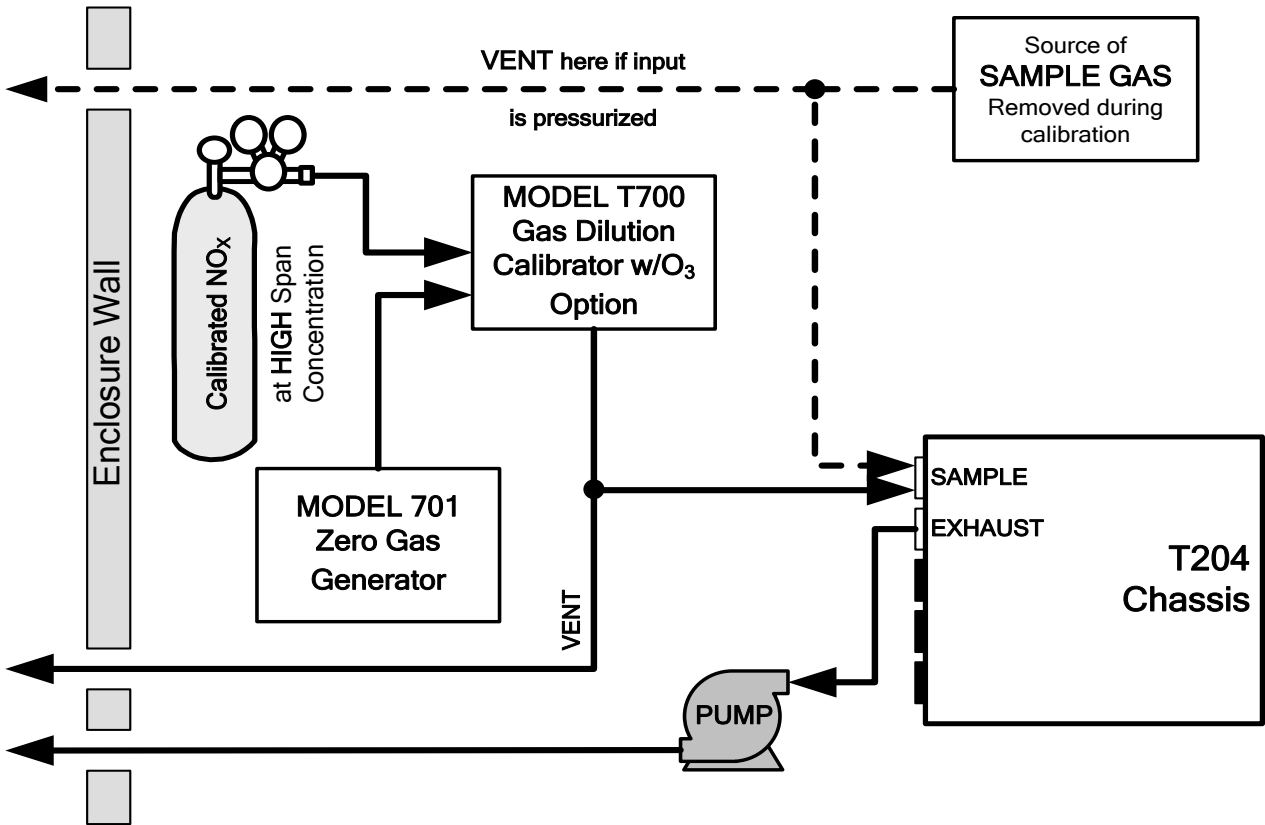 VENT here if input
is pressurized
Source of
SAMPLE GAS
Removed during
calibration
Enclosure Wall
Calibrated NOX
at HIGH Span
Concentration
MODEL T700
Gas Dilution
Calibrator w/O3
Option
MODEL 701
Zero Gas
Generator
VENT
SAMPLE
EXHAUST
T204
Chassis
PUMP